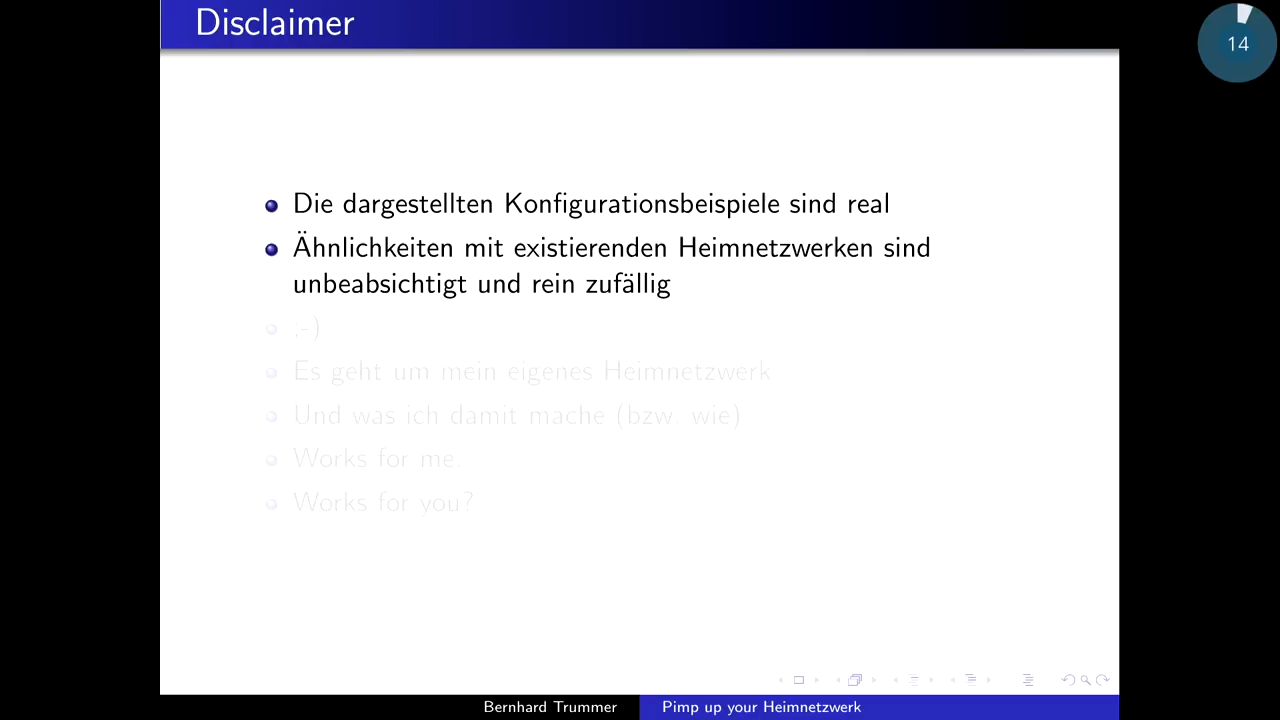 Disclaimer
14
Die dargestellten Konfigurationsbeispiele sind real
Ähnlichkeiten mit existierenden Heimnetzwerken sind
unbeabsichtigt und rein zufällig
;-)
Es geht um mein eigenes Heimnetzwerk
Und was ich damit mache (bzw. wie)
Works for me.
Works for you?
Bernhard Trummer
Pimp up your Heimnetzwerk